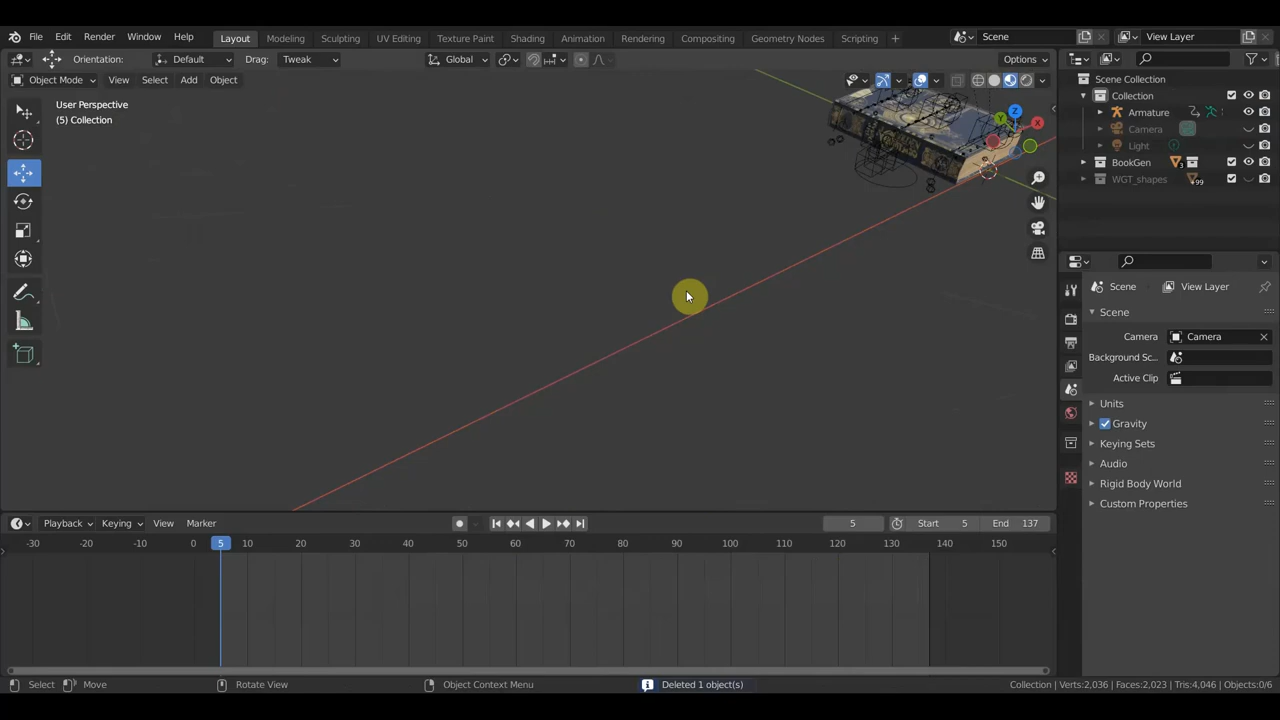 File Edit Render Window Help Layout Modeling Sculpting UV Editing Texture Paint Shading Animation Rendering Compositing Geometry Nodes Scripting + Scene View Layer
Orientation: Default Drag: Tweak Global Options
Object Mode View Select Add Object
User Perspective
(5) Collection
Z
Y
X
Scene Collection
Collection
Armature
Camera
Light
BookGen 3
WGT_shapes 99
Scene View Layer
Scene
Camera Camera
Background Sc...
Active Clip
Units
Gravity
Keying Sets
Audio
Rigid Body World
Custom Properties
Playback Keying View Marker 5 Start 5 End 137
-30 -20 -10 0 5 10 20 30 40 50 60 70 80 90 100 110 120 130 140 150
Select Move Rotate View Object Context Menu Deleted 1 object(s) Collection | Verts:2,036 | Faces:2,023 | Tris:4,046 | Objects:0/6